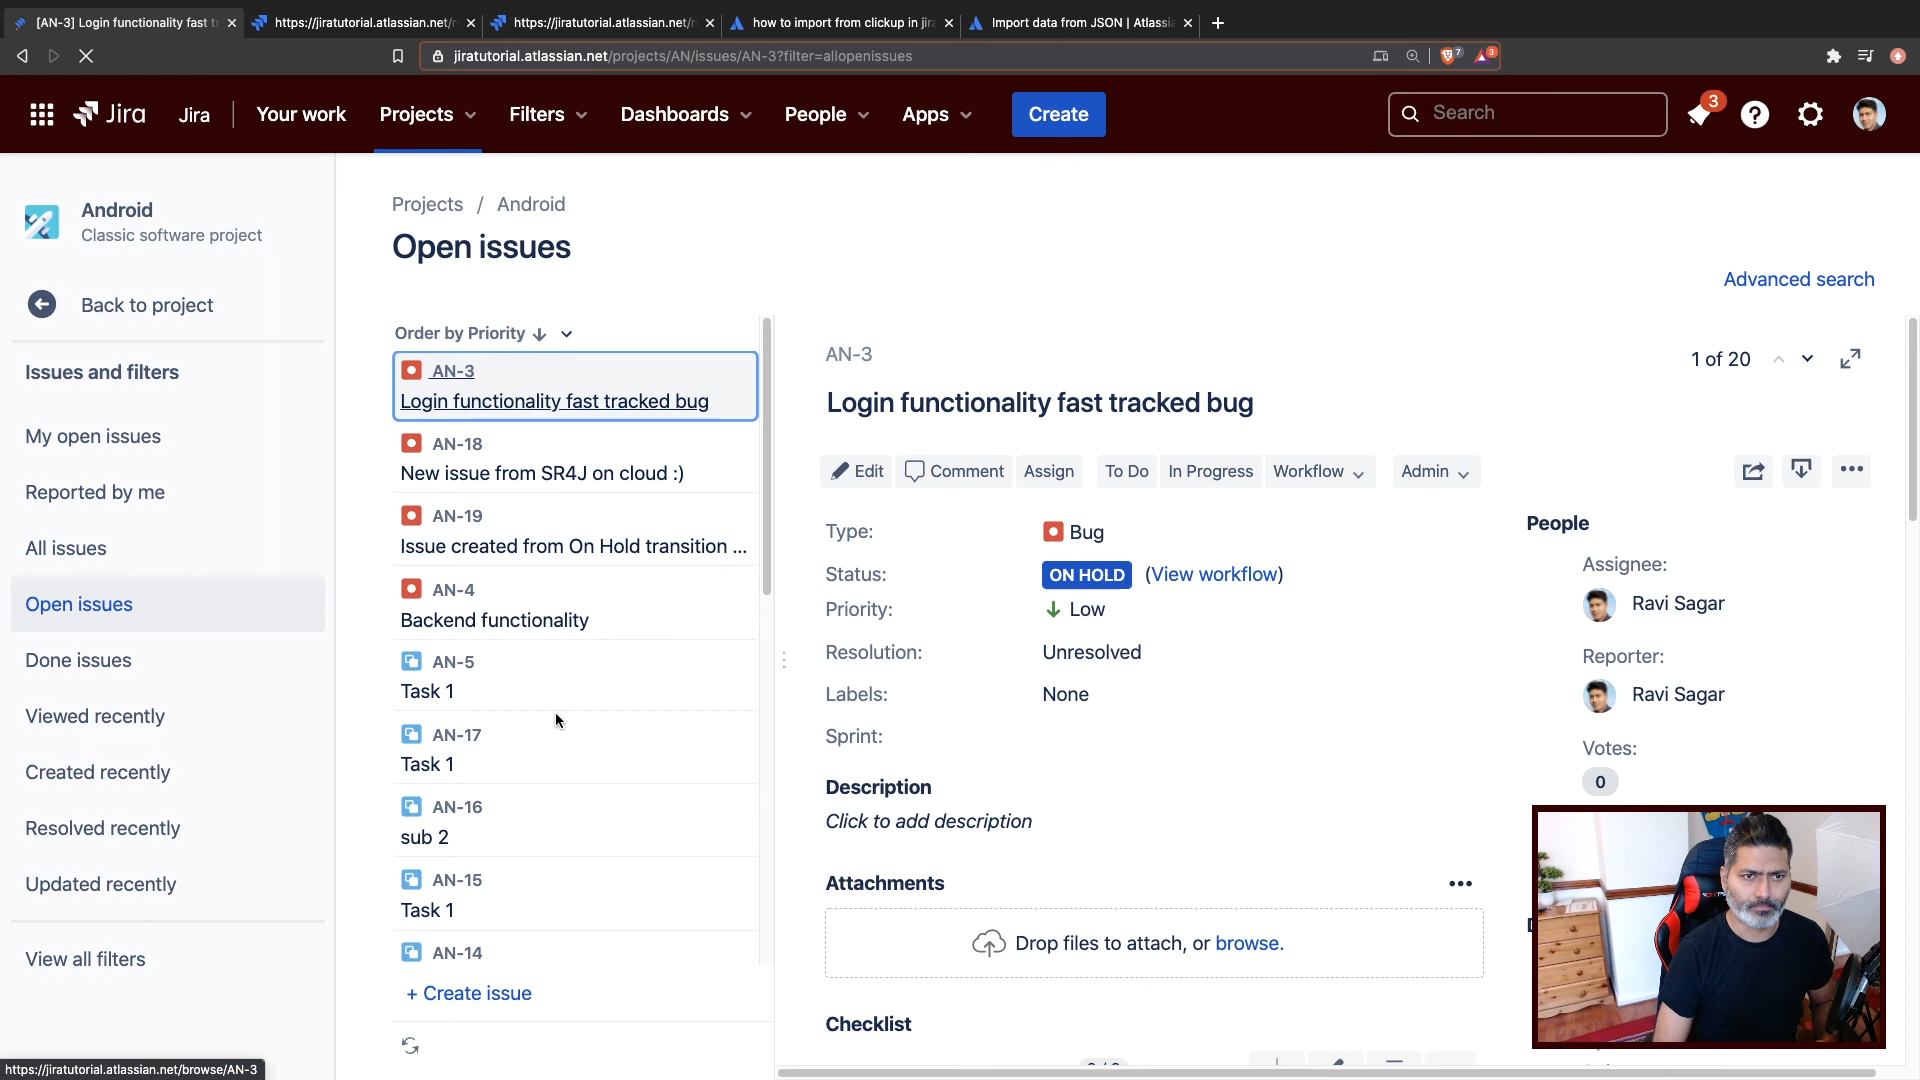 [AN-3] Login functionality fast t
https://jiratutorial.atlassian.net/r
https://jiratutorial.atlassian.net/r
how to import from clickup in jira
Import data from JSON | Atlassi
jiratutorial.atlassian.net/projects/AN/issues/AN-3?filter=allopenissues
7
3
Jira
Jira
Your work
Projects
Filters
Dashboards
People
Apps
Create
Search
3
Android
Classic software project
Back to project
Issues and filters
My open issues
Reported by me
All issues
Open issues
Done issues
Viewed recently
Created recently
Resolved recently
Updated recently
View all filters
https://jiratutorial.atlassian.net/browse/AN-3
Projects / Android
Open issues
Advanced search
Order by Priority
AN-3
Login functionality fast tracked bug
AN-18
New issue from SR4J on cloud :)
AN-19
Issue created from On Hold transition ...
AN-4
Backend functionality
AN-5
Task 1
AN-17
Task 1
AN-16
sub 2
AN-15
Task 1
AN-14
+ Create issue
AN-3
1 of 20
Login functionality fast tracked bug
Edit
Comment
Assign
To Do
In Progress
Workflow
Admin
Type: Bug
Status: ON HOLD (View workflow)
Priority: Low
Resolution: Unresolved
Labels: None
Sprint:
Description
Click to add description
Attachments
Drop files to attach, or browse.
Checklist
People
Assignee:
Ravi Sagar
Reporter:
Ravi Sagar
Votes:
0